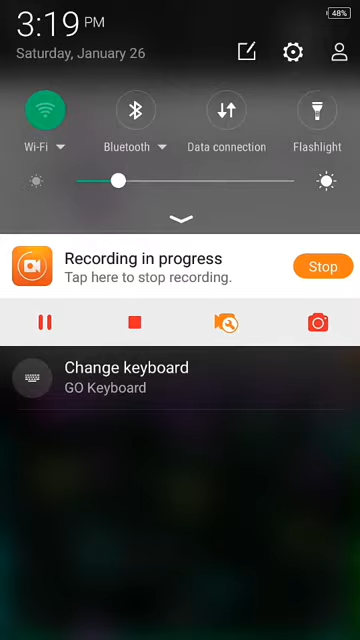 3:19 PM
48%
Saturday, January 26
Wi-Fi
Bluetooth
Data connection
Flashlight
Recording in progress
Tap here to stop recording.
Stop
Change keyboard
GO Keyboard